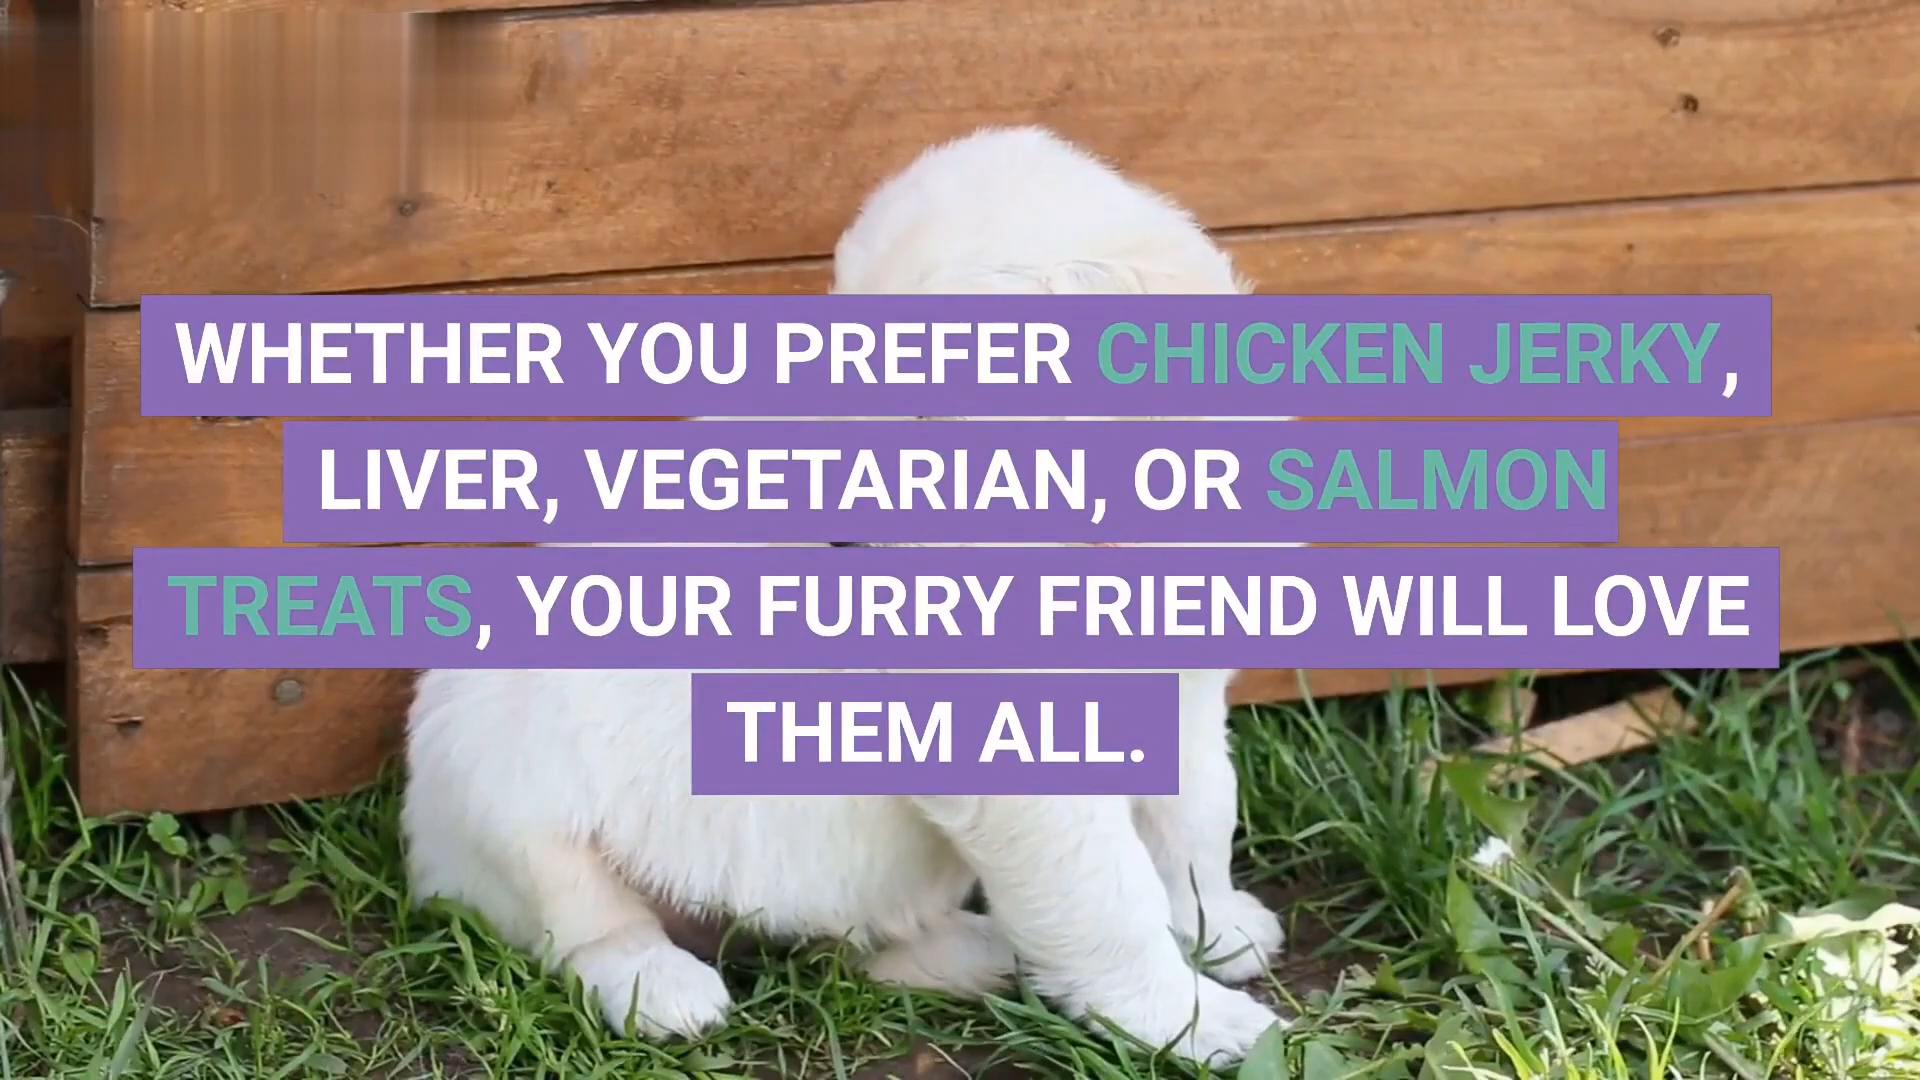 WHETHER YOU PREFER CHICKEN JERKY,
LIVER, VEGETARIAN, OR SALMON
TREATS, YOUR FURRY FRIEND WILL LOVE
THEM ALL.